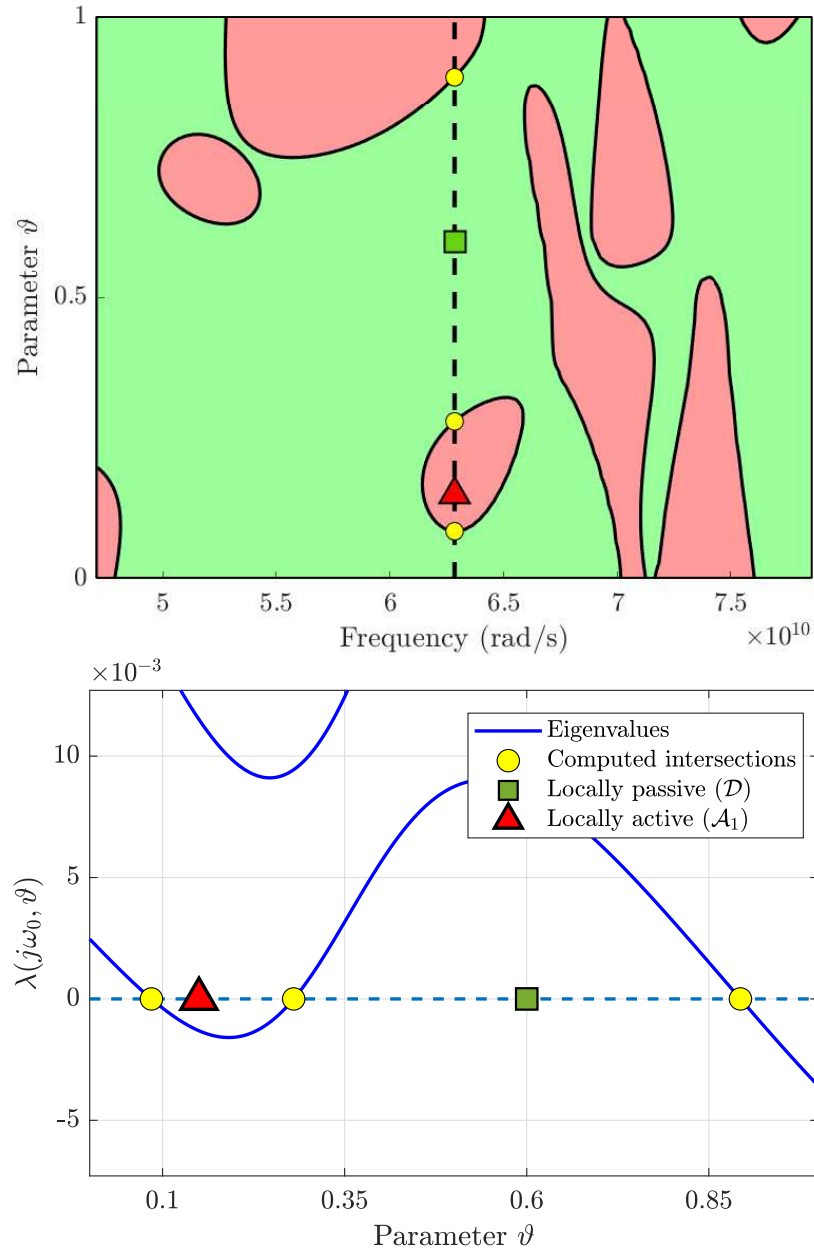 1
0.5
0
Parameter ϑ
5
5.5
6
6.5
7
7.5
Frequency (rad/s)
×10¹⁰
×10⁻³
10
5
0
-5
λ(jω₀, ϑ)
Eigenvalues
Computed intersections
Locally passive (𝒟)
Locally active (𝒜₁)
0.1
0.35
0.6
0.85
Parameter ϑ